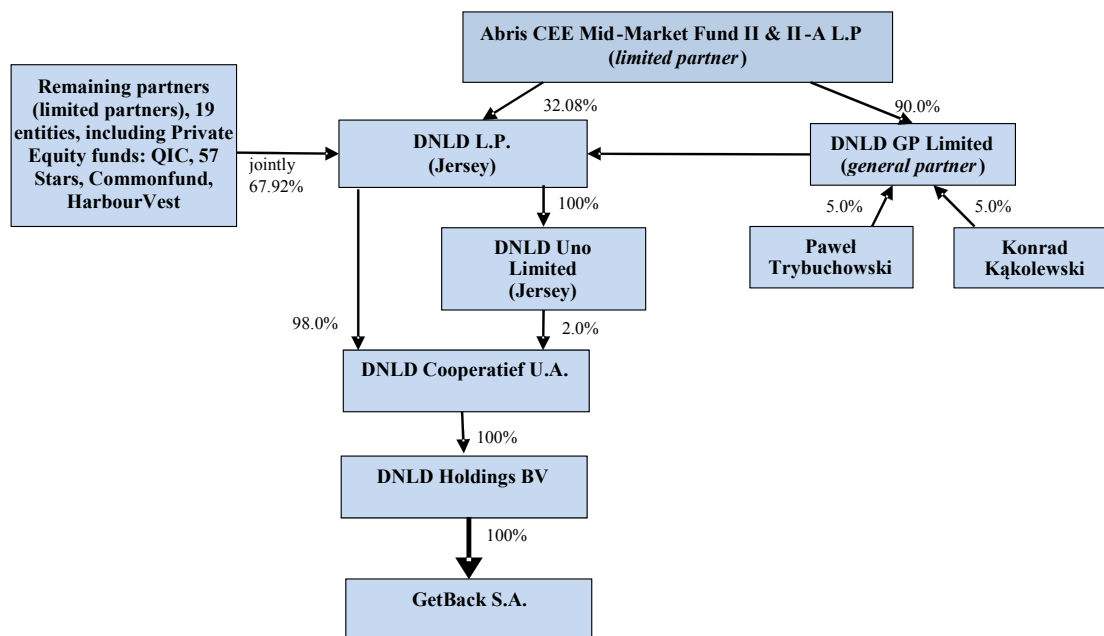 Abris CEE Mid-Market Fund II & II-A L.P
(limited partner)
Remaining partners
(limited partners), 19
entities, including Private
Equity funds: QIC, 57
Stars, Commonfund,
HarbourVest
32.08%
90.0%
jointly
67.92%
DNLD L.P.
(Jersey)
DNLD GP Limited
(general partner)
100%
5.0%
5.0%
DNLD Uno
Limited
(Jersey)
Paweł
Trybuchowski
Konrad
Kąkolewski
98.0%
2.0%
DNLD Cooperatief U.A.
100%
DNLD Holdings BV
100%
GetBack S.A.